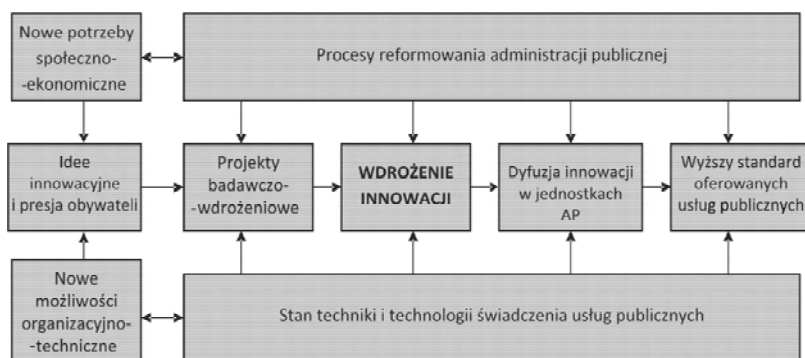 Nowe potrzeby
społeczno-
-ekonomiczne
Procesy reformowania administracji publicznej
Idee
innowacyjne
i presja obywateli
Projekty
badawczo-
-wdrożeniowe
WDROŻENIE
INNOWACJI
Dyfuzja innowacji
w jednostkach
AP
Wyższy standard
oferowanych
usług publicznych
Nowe
możliwości
organizacyjno-
-techniczne
Stan techniki i technologii świadczenia usług publicznych